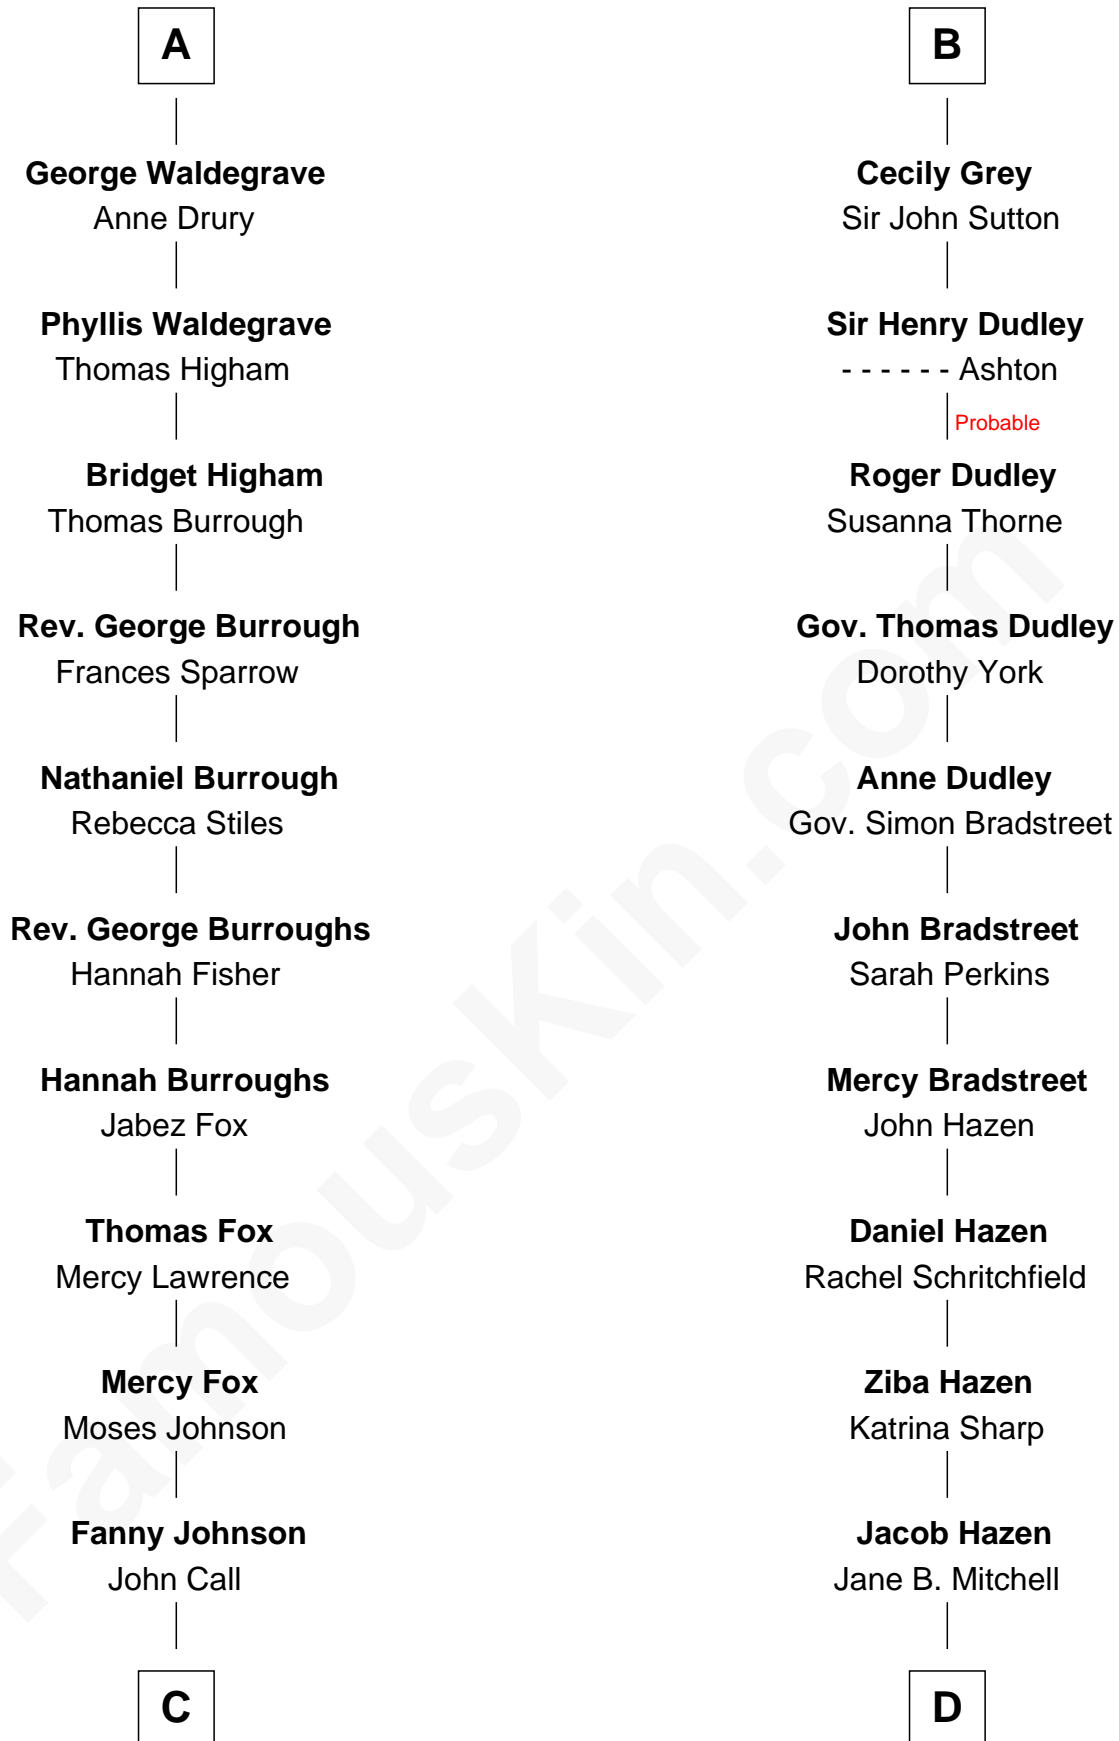 A
George Waldegrave
Anne Drury
Phyllis Waldegrave
Thomas Higham
Bridget Higham
Thomas Burrough
Rev. George Burrough
Frances Sparrow
Nathaniel Burrough
Rebecca Stiles
Rev. George Burroughs
Hannah Fisher
Hannah Burroughs
Jabez Fox
Thomas Fox
Mercy Lawrence
Mercy Fox
Moses Johnson
Fanny Johnson
John Call
C
B
Cecily Grey
Sir John Sutton
Sir Henry Dudley
- - - - - - Ashton
Probable
Roger Dudley
Susanna Thorne
Gov. Thomas Dudley
Dorothy York
Anne Dudley
Gov. Simon Bradstreet
John Bradstreet
Sarah Perkins
Mercy Bradstreet
John Hazen
Daniel Hazen
Rachel Schritchfield
Ziba Hazen
Katrina Sharp
Jacob Hazen
Jane B. Mitchell
D
FamousKin.com